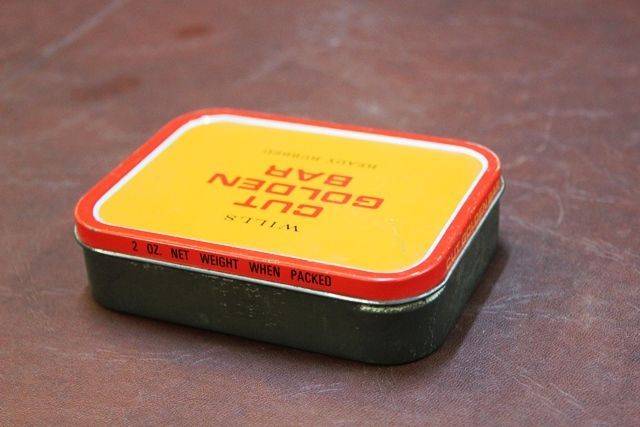 WILLS
CUT
GOLDEN
BAR
READY RUBBED
2 OZ. NET WEIGHT WHEN PACKED